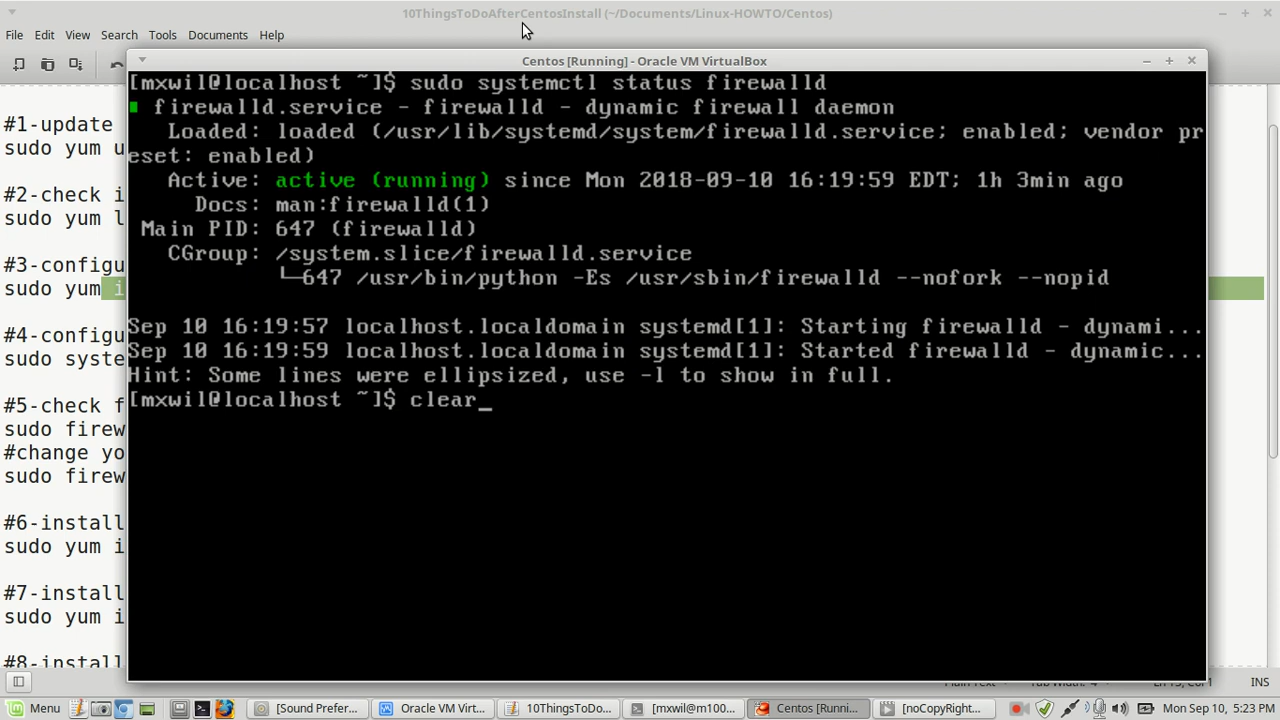 10ThingsToDoAfterCentosInstall (~/Documents/Linux-HOWTO/Centos)
File Edit View Search Tools Documents Help
Centos [Running] - Oracle VM VirtualBox
[mxwil@localhost ~]$ sudo systemctl status firewalld
firewalld.service - firewalld - dynamic firewall daemon
Loaded: loaded (/usr/lib/systemd/system/firewalld.service; enabled; vendor pr
eset: enabled)
Active: active (running) since Mon 2018-09-10 16:19:59 EDT; 1h 3min ago
Docs: man:firewalld(1)
Main PID: 647 (firewalld)
CGroup: /system.slice/firewalld.service
└─647 /usr/bin/python -Es /usr/sbin/firewalld --nofork --nopid
Sep 10 16:19:57 localhost.localdomain systemd[1]: Starting firewalld - dynami...
Sep 10 16:19:59 localhost.localdomain systemd[1]: Started firewalld - dynamic...
Hint: Some lines were ellipsized, use -l to show in full.
[mxwil@localhost ~]$ clear_
#1-update
sudo yum u
#2-check i
sudo yum l
#3-configu
sudo yum i
#4-configu
sudo syste
#5-check f
sudo firew
#change yo
sudo firew
#6-install
sudo yum i
#7-install
sudo yum i
#8-install
INS
Menu [Sound Prefer... Oracle VM Virt... 10ThingsToDo... [mxwil@m100... Centos [Runni... [noCopyRight... Mon Sep 10, 5:23 PM